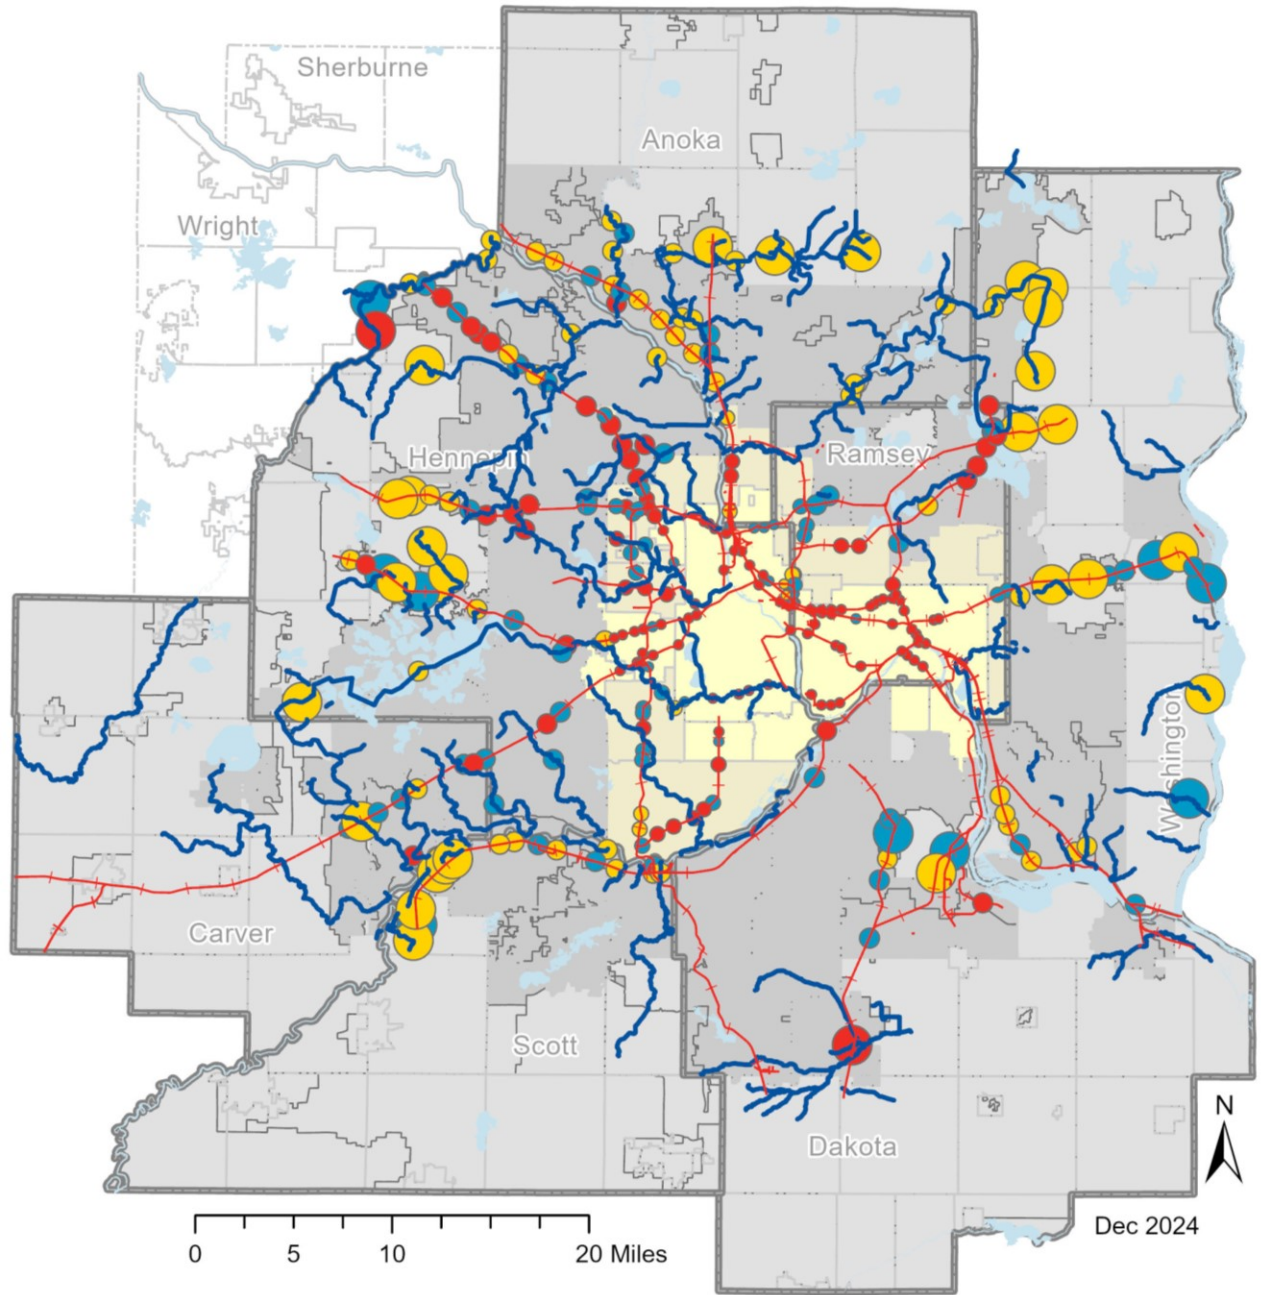 Sherburne
Anoka
Wright
Hennepin
Ramsey
Washington
Carver
Scott
Dakota
N
Dec 2024
0 5 10 20 Miles